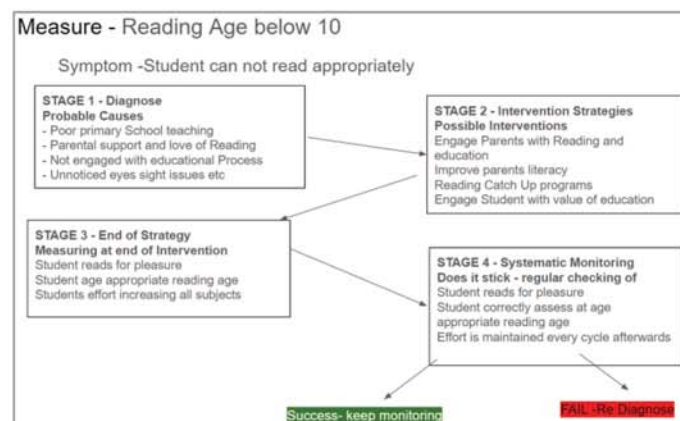 Measure - Reading Age below 10
Symptom -Student can not read appropriately
STAGE 1 - Diagnose
Probable Causes
- Poor primary School teaching
- Parental support and love of Reading
- Not engaged with educational Process
- Unnoticed eyes sight issues etc
STAGE 2 - Intervention Strategies
Possible Interventions
Engage Parents with Reading and
education
Improve parents literacy
Reading Catch Up programs
Engage Student with value of education
STAGE 3 - End of Strategy
Measuring at end of Intervention
Student reads for pleasure
Student age appropriate reading age
Students effort increasing all subjects
STAGE 4 - Systematic Monitoring
Does it stick - regular checking of
Student reads for pleasure
Student correctly assess at age
appropriate reading age
Effort is maintained every cycle afterwards
Success- keep monitoring
FAIL -Re Diagnose